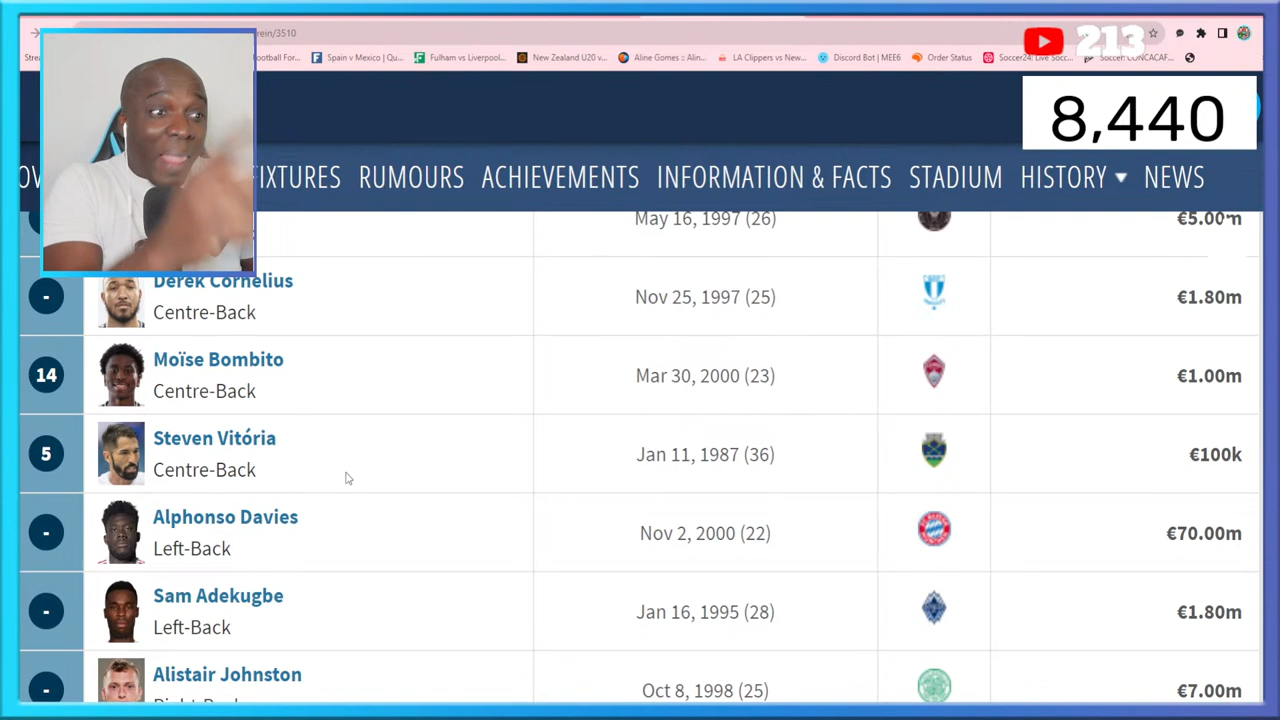 rein/3510
213
Football For...
Spain v Mexico | Qu...
Fulham vs Liverpool...
New Zealand U20 v...
Aline Games :: Alin...
LA Clippers vs New...
Discord Bot | MEE6
Order Status
Soccer24: Live Socc...
Soccer: CONCACAF...
8,440
FIXTURES RUMOURS ACHIEVEMENTS INFORMATION & FACTS STADIUM HISTORY NEWS
May 16, 1997 (26) €5.00m
Derek Cornelius
- Nov 25, 1997 (25) €1.80m
Centre-Back
Moïse Bombito
14 Mar 30, 2000 (23) €1.00m
Centre-Back
Steven Vitória
5 Jan 11, 1987 (36) €100k
Centre-Back
Alphonso Davies
- Nov 2, 2000 (22) €70.00m
Left-Back
Sam Adekugbe
- Jan 16, 1995 (28) €1.80m
Left-Back
Alistair Johnston
- Oct 8, 1998 (25) €7.00m